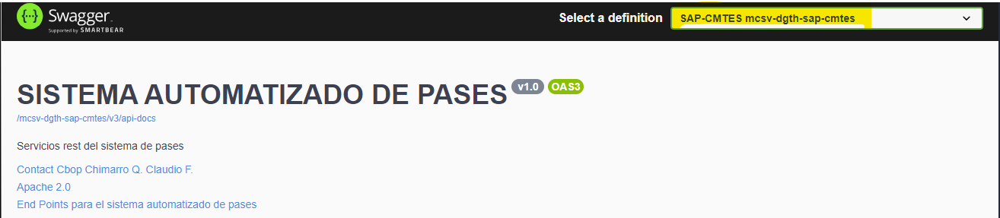 Swagger.
Supported by SMARTBEAR
Select a definition
SAP-CMTES mcsv-dgth-sap-cmtes
SISTEMA AUTOMATIZADO DE PASES v1.0 OAS3
/mcsv-dgth-sap-cmtes/v3/api-docs
Servicios rest del sistema de pases
Contact Cbop Chimarro Q. Claudio F.
Apache 2.0
End Points para el sistema automatizado de pases